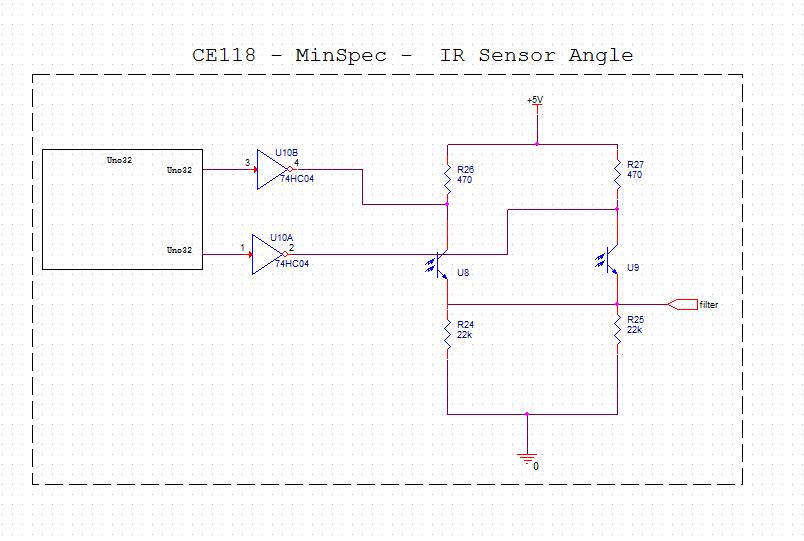 CE118 - MinSpec - IR Sensor Angle
+5V
Uno32
Uno32
3
U10B
4
74HC04
R26
470
R27
470
Uno32
1
U10A
2
74HC04
U8
U9
filter
R24
22k
R25
22k
0